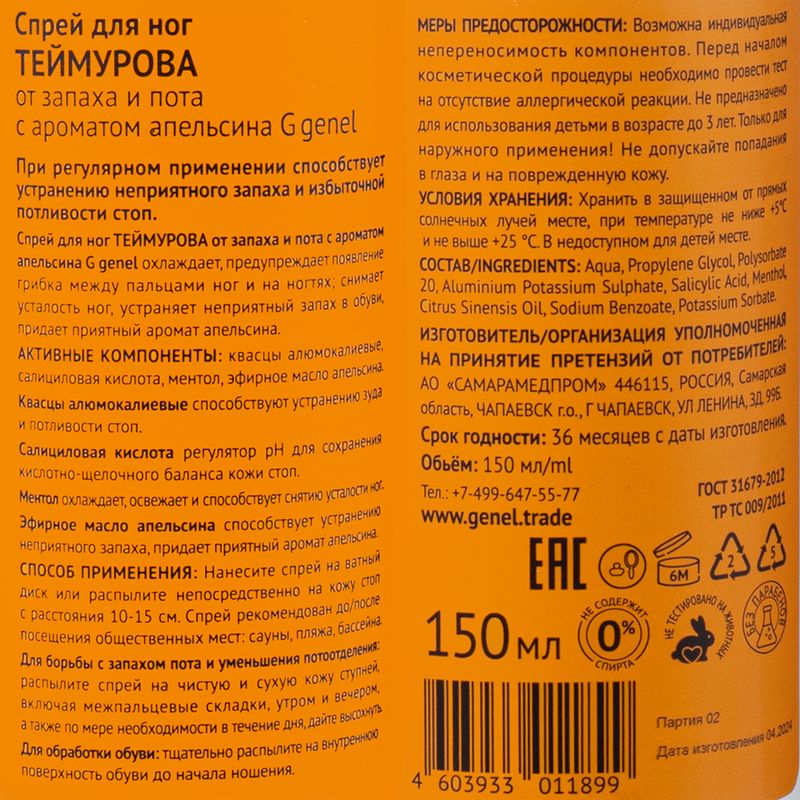 Спрей для ног
ТЕЙМУРОВА
от запаха и пота
с ароматом апельсина G genel
При регулярном применении способствует
устранению неприятного запаха и избыточной
потливости стоп.
Спрей для ног ТЕЙМУРОВА от запаха и пота с ароматом
апельсина G genel охлаждает, предупреждает появление
грибка между пальцами ног и на ногтях; снимает
усталость ног, устраняет неприятный запах в обуви,
придает приятный аромат апельсина.
АКТИВНЫЕ КОМПОНЕНТЫ: квасцы алюмокалиевые,
салициловая кислота, ментол, эфирное масло апельсина.
Квасцы алюмокалиевые способствуют устранению зуда
и потливости стоп.
Салициловая кислота регулятор pH для сохранения
кислотно-щелочного баланса кожи стоп.
Ментол охлаждает, освежает и способствует снятию усталости ног.
Эфирное масло апельсина способствует устранению
неприятного запаха, придает приятный аромат апельсина.
СПОСОБ ПРИМЕНЕНИЯ: Нанесите спрей на ватный
диск или распылите непосредственно на кожу стоп
с расстояния 10-15 см. Спрей рекомендован до/после
посещения общественных мест: сауны, пляжа, бассейна.
Для борьбы с запахом пота и уменьшения потоотделения:
распылите спрей на чистую и сухую кожу ступней,
включая межпальцевые складки, утром и вечером,
а также по мере необходимости в течение дня, дайте высохнуть.
Для обработки обуви: тщательно распылите на внутреннюю
поверхность обуви до начала ношения.
МЕРЫ ПРЕДОСТОРОЖНОСТИ: Возможна индивидуальная
непереносимость компонентов. Перед началом
косметической процедуры необходимо провести тест
на отсутствие аллергической реакции. Не предназначено
для использования детьми в возрасте до 3 лет. Только для
наружного применения! Не допускайте попадания
в глаза и на поврежденную кожу.
УСЛОВИЯ ХРАНЕНИЯ: Хранить в защищенном от прямых
солнечных лучей месте, при температуре не ниже +5°С
и не выше +25 °С. В недоступном для детей месте.
СОСТАВ/INGREDIENTS: Aqua, Propylene Glycol, Polysorbate
20, Aluminium Potassium Sulphate, Salicylic Acid, Menthol,
Citrus Sinensis Oil, Sodium Benzoate, Potassium Sorbate.
ИЗГОТОВИТЕЛЬ/ОРГАНИЗАЦИЯ УПОЛНОМОЧЕННАЯ
НА ПРИНЯТИЕ ПРЕТЕНЗИЙ ОТ ПОТРЕБИТЕЛЕЙ:
АО «САМАРАМЕДПРОМ» 446115, РОССИЯ, Самарская
область, ЧАПАЕВСК г.о., Г ЧАПАЕВСК, УЛ ЛЕНИНА, ЗД. 99Б.
Срок годности: 36 месяцев с даты изготовления.
Обьём: 150 мл/ml
Тел.: +7-499-647-55-77
www.genel.trade
ГОСТ 31679-2012
ТР ТС 009/2011
EAC
6М
2
5
150 мл
НЕ СОДЕРЖИТ
0%
СПИРТА
НЕ ТЕСТИРОВАНО НА ЖИВОТНЫХ
БЕЗ ПАРАБЕНОВ
Партия 02
Дата изготовления 04.2024
4 603933 011899